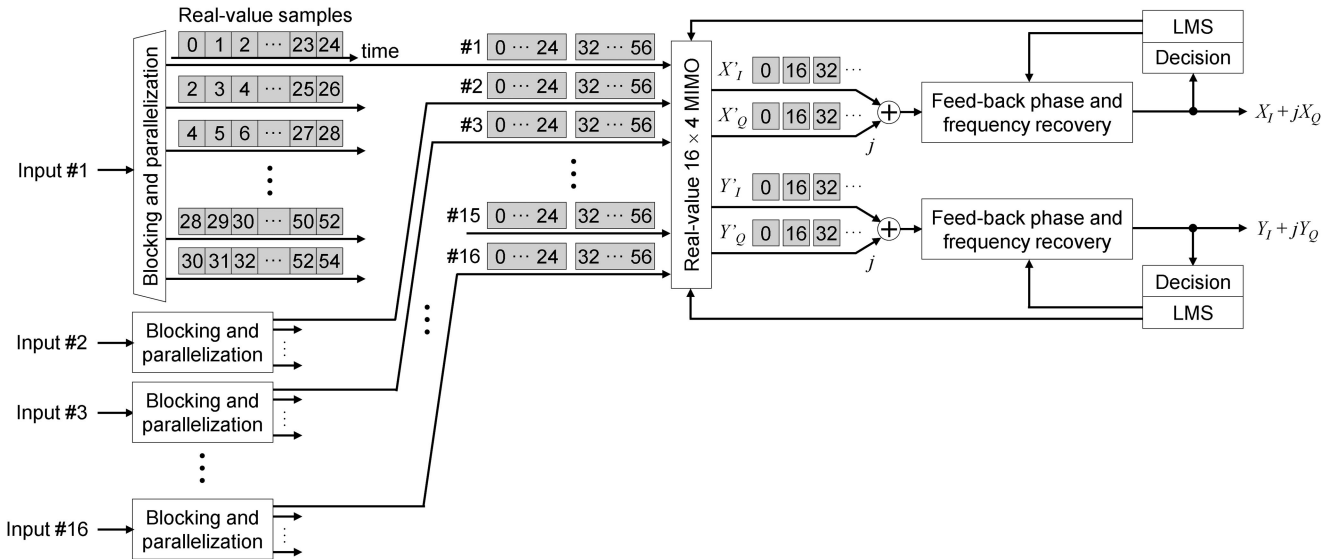 Real-value samples
0 1 2 ··· 23 24
time
2 3 4 ··· 25 26
4 5 6 ··· 27 28
28 29 30 ··· 50 52
30 31 32 ··· 52 54
Input #1
Blocking and parallelization
Input #2
Blocking and
parallelization
Input #3
Blocking and
parallelization
Input #16
Blocking and
parallelization
#1 0 ··· 24 32 ··· 56
#2 0 ··· 24 32 ··· 56
#3 0 ··· 24 32 ··· 56
#15 0 ··· 24 32 ··· 56
#16 0 ··· 24 32 ··· 56
Real-value 16 × 4 MIMO
X'I 0 16 32 ···
X'Q 0 16 32 ···
j
Y'I 0 16 32 ···
Y'Q 0 16 32 ···
j
+
+
Feed-back phase and
frequency recovery
Feed-back phase and
frequency recovery
LMS
Decision
XI + jXQ
YI + jYQ
Decision
LMS